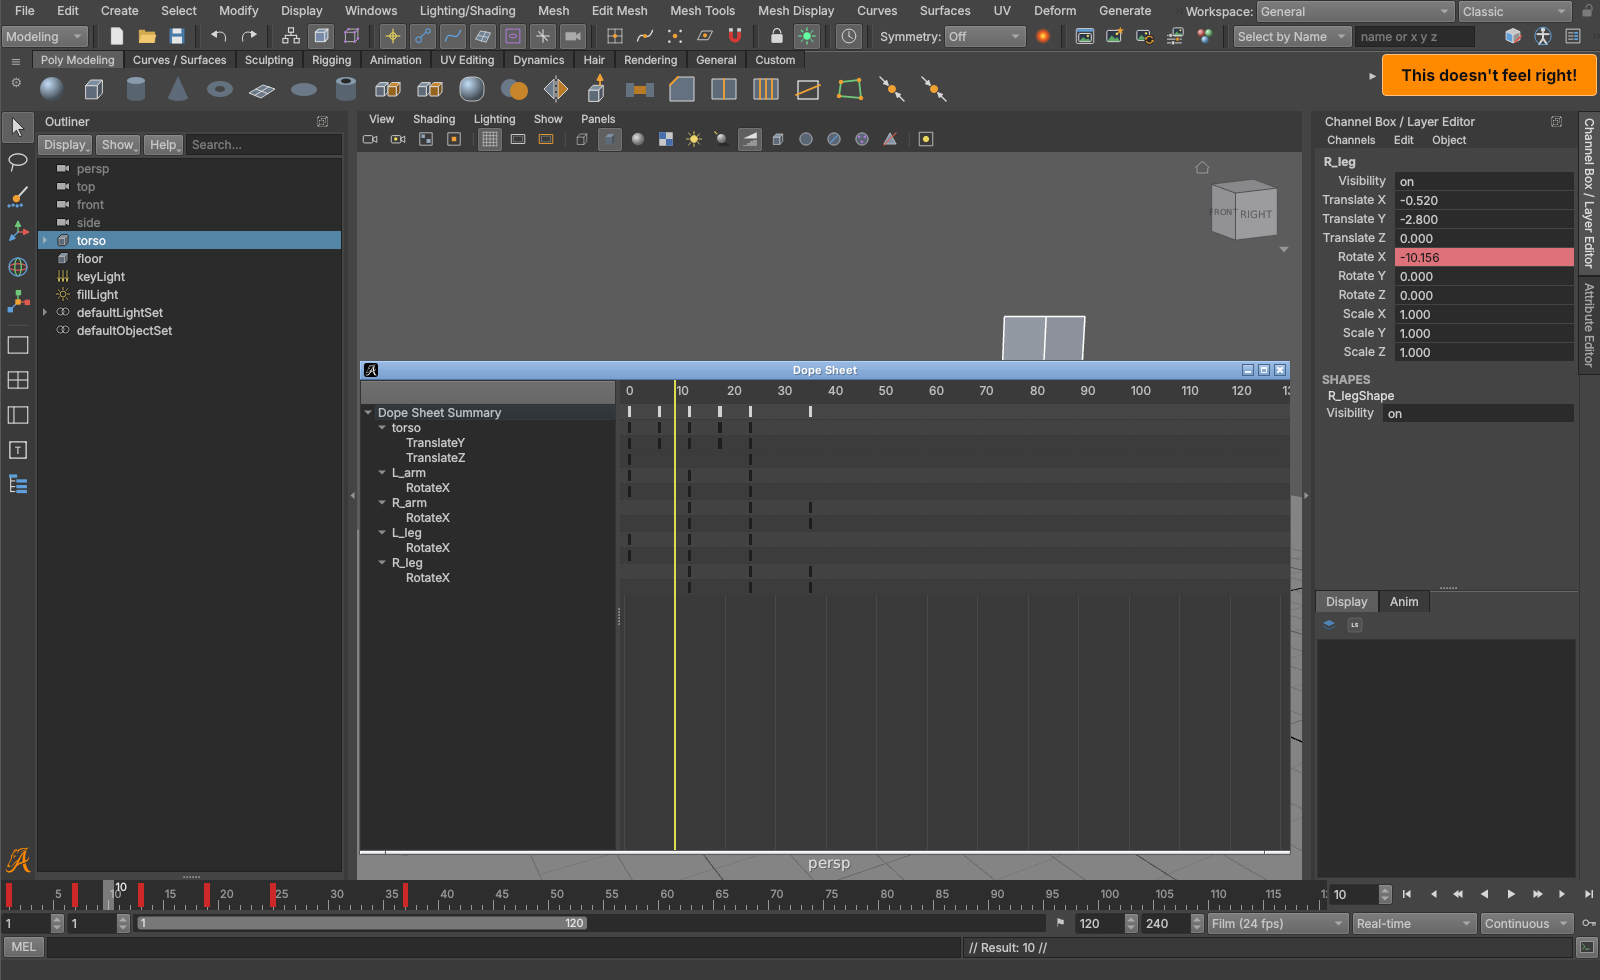 File Edit Create Select Modify Display Windows Lighting/Shading Mesh Edit Mesh Mesh Tools Mesh Display Curves Surfaces UV Deform Generate Workspace: General Classic
Modeling Symmetry: Off Select by Name name or x y z
Poly Modeling Curves / Surfaces Sculpting Rigging Animation UV Editing Dynamics Hair Rendering General Custom
This doesn't feel right!
Outliner
Display Show Help Search...
persp
top
front
side
torso
floor
keyLight
fillLight
defaultLightSet
defaultObjectSet
View Shading Lighting Show Panels
FRONT RIGHT
Dope Sheet
0 10 20 30 40 50 60 70 80 90 100 110 120
Dope Sheet Summary
torso
TranslateY
TranslateZ
L_arm
RotateX
R_arm
RotateX
L_leg
RotateX
R_leg
RotateX
persp
Channel Box / Layer Editor
Channels Edit Object
R_leg
Visibility on
Translate X -0.520
Translate Y -2.800
Translate Z 0.000
Rotate X -10.156
Rotate Y 0.000
Rotate Z 0.000
Scale X 1.000
Scale Y 1.000
Scale Z 1.000
SHAPES
R_legShape
Visibility on
Display Anim
LS
Channel Box / Layer Editor
Attribute Editor
5 10 10 15 20 25 30 35 40 45 50 55 60 65 70 75 80 85 90 95 100 105 110 115 10
1 1 1 120 120 240 Film (24 fps) Real-time Continuous
MEL // Result: 10 //